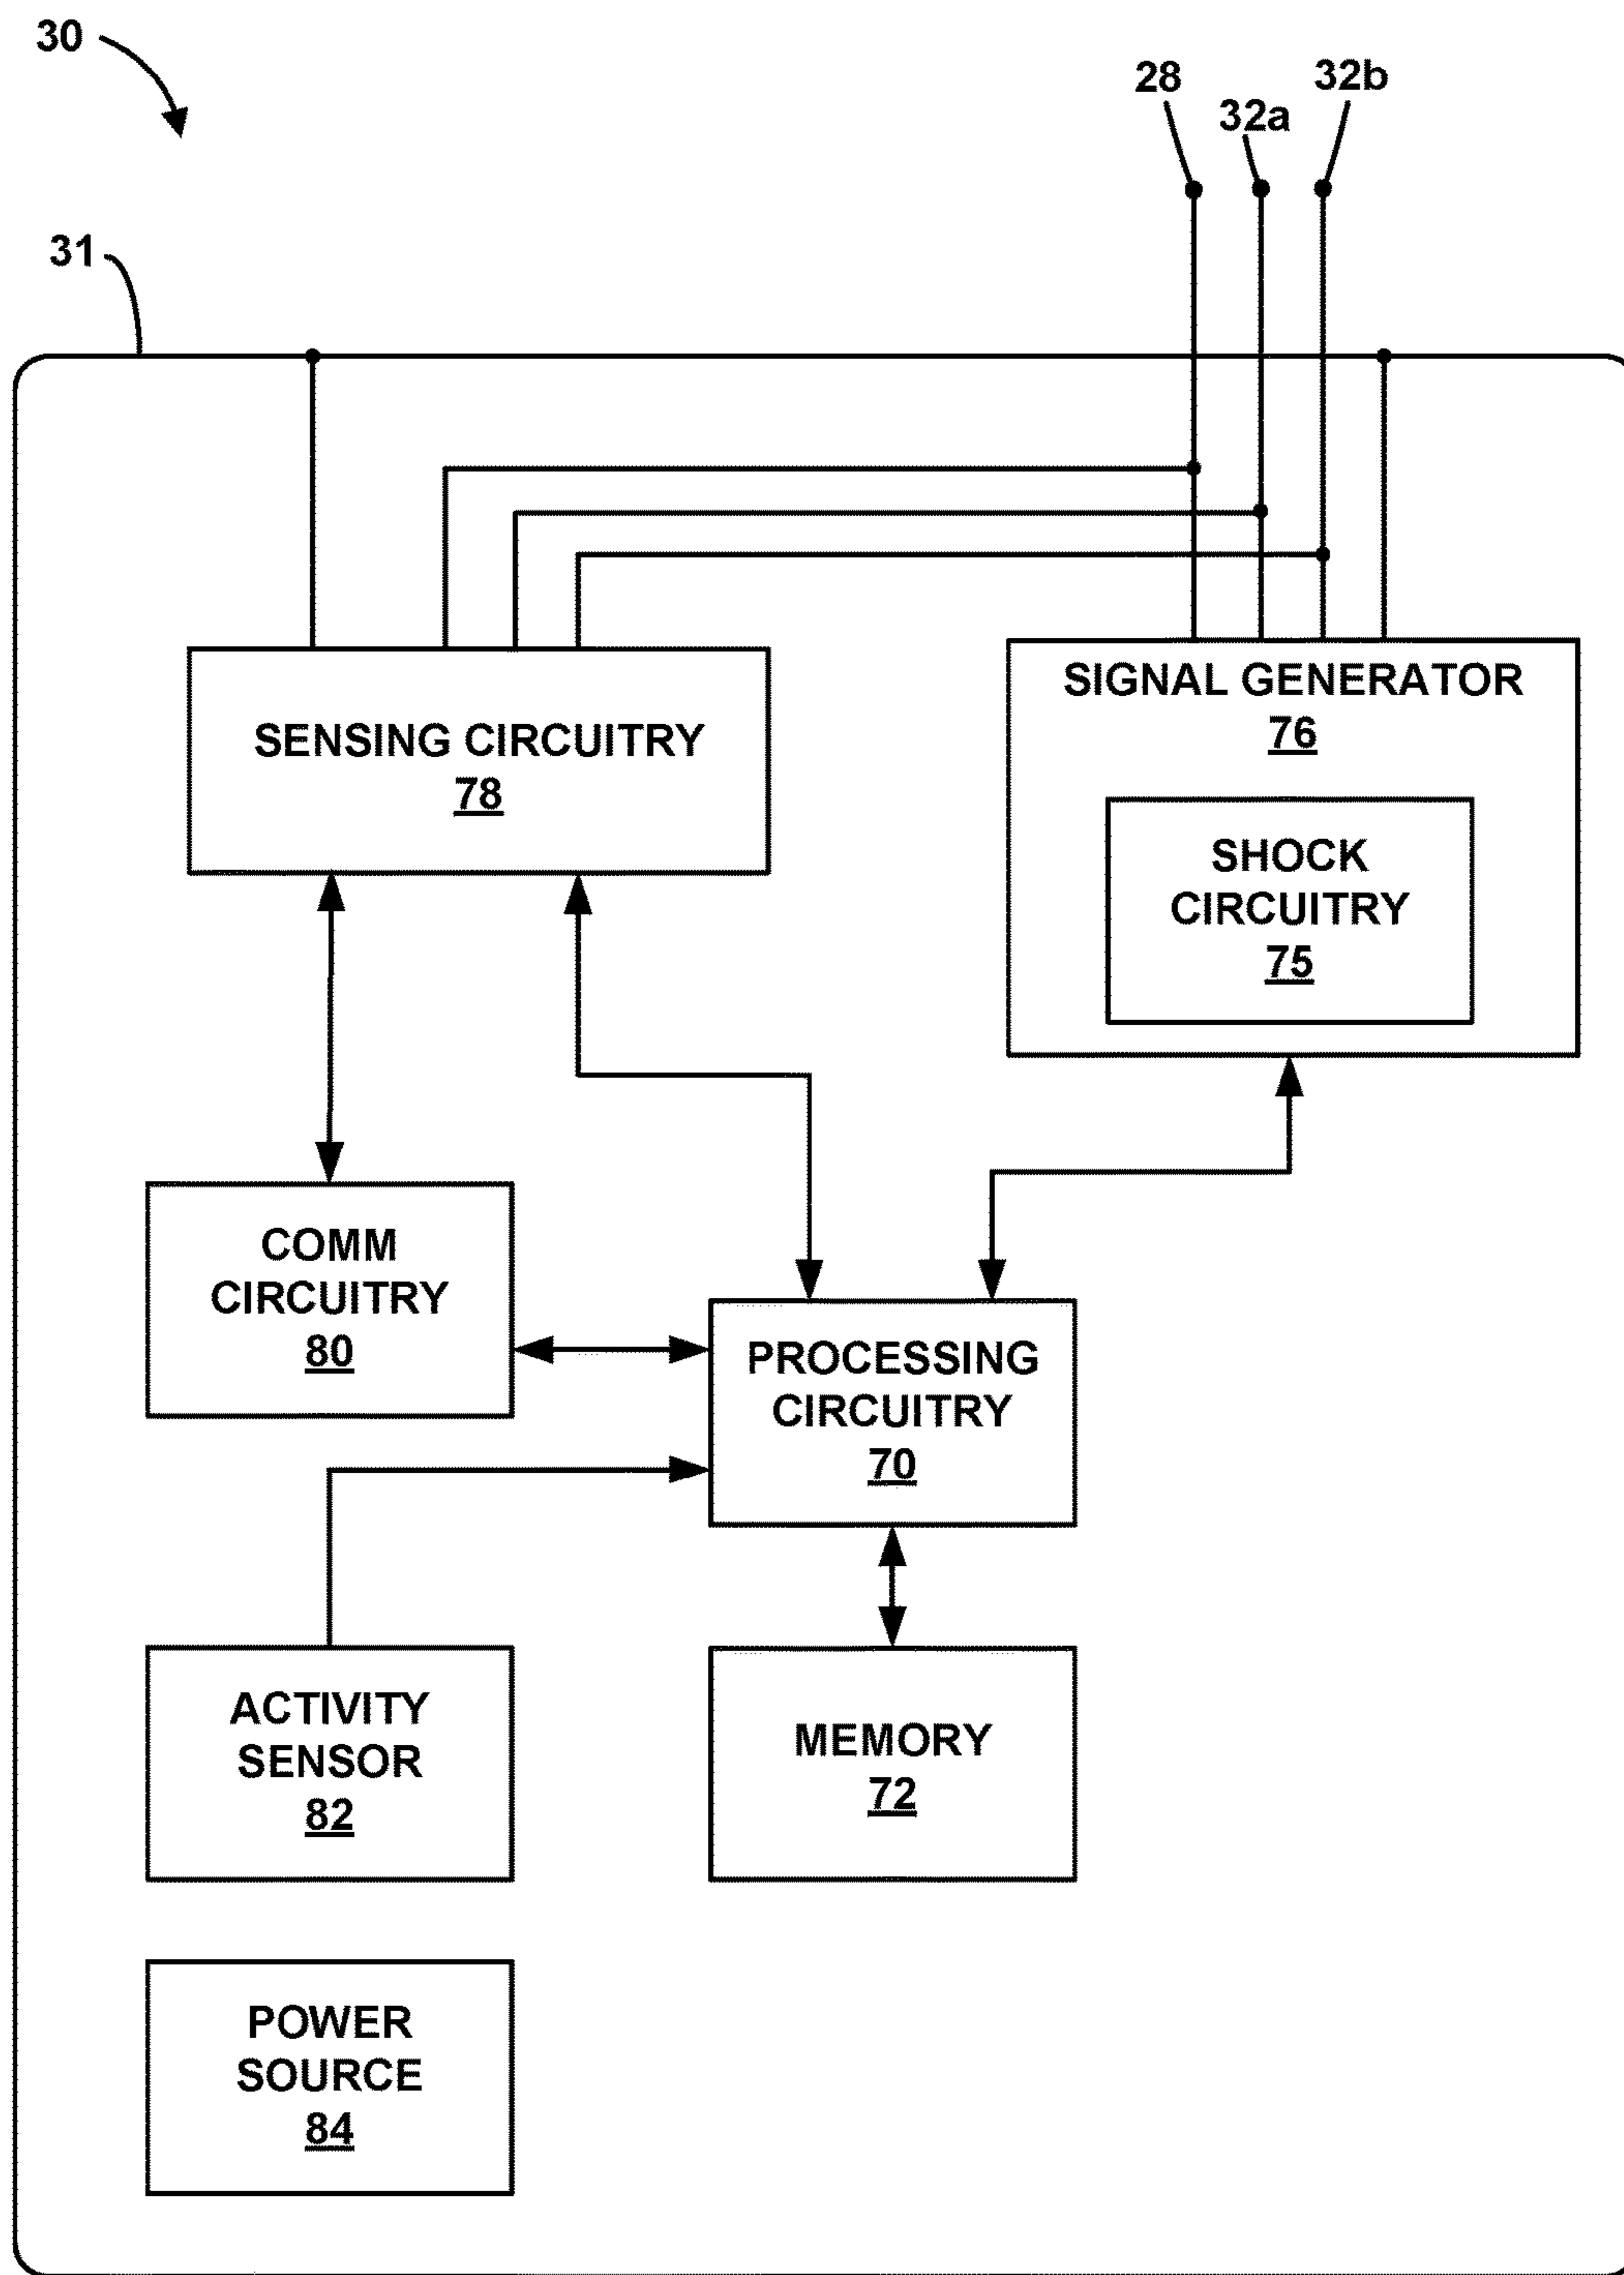 30
28
32a
32b
31
SENSING CIRCUITRY
78
SIGNAL GENERATOR
76
SHOCK
CIRCUITRY
75
COMM
CIRCUITRY
80
PROCESSING
CIRCUITRY
70
ACTIVITY
SENSOR
82
MEMORY
72
POWER
SOURCE
84